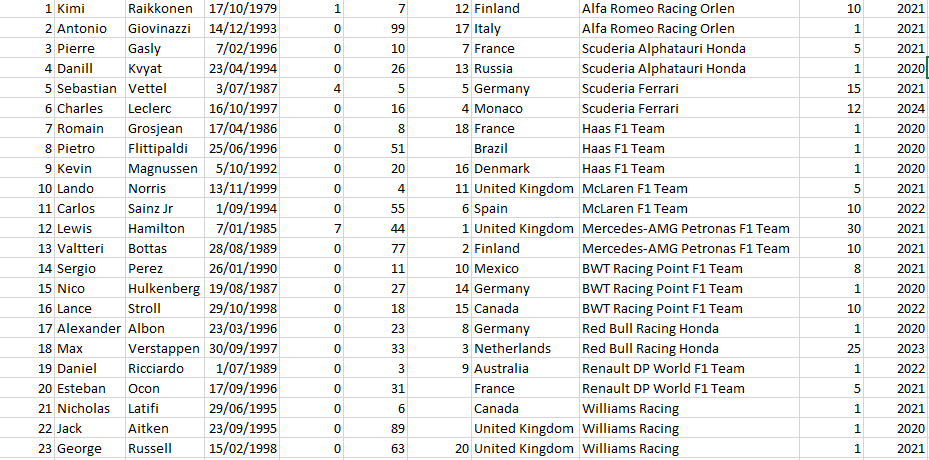 1 Kimi Raikkonen 17/10/1979 1 7 12 Finland Alfa Romeo Racing Orlen 10 2021
2 Antonio Giovinazzi 14/12/1993 0 99 17 Italy Alfa Romeo Racing Orlen 1 2021
3 Pierre Gasly 7/02/1996 0 10 7 France Scuderia Alphatauri Honda 5 2021
4 Danill Kvyat 23/04/1994 0 26 13 Russia Scuderia Alphatauri Honda 1 2020
5 Sebastian Vettel 3/07/1987 4 5 5 Germany Scuderia Ferrari 15 2021
6 Charles Leclerc 16/10/1997 0 16 4 Monaco Scuderia Ferrari 12 2024
7 Romain Grosjean 17/04/1986 0 8 18 France Haas F1 Team 1 2020
8 Pietro Flittipaldi 25/06/1996 0 51 Brazil Haas F1 Team 1 2020
9 Kevin Magnussen 5/10/1992 0 20 16 Denmark Haas F1 Team 1 2020
10 Lando Norris 13/11/1999 0 4 11 United Kingdom McLaren F1 Team 5 2021
11 Carlos Sainz Jr 1/09/1994 0 55 6 Spain McLaren F1 Team 10 2022
12 Lewis Hamilton 7/01/1985 7 44 1 United Kingdom Mercedes-AMG Petronas F1 Team 30 2021
13 Valtteri Bottas 28/08/1989 0 77 2 Finland Mercedes-AMG Petronas F1 Team 10 2021
14 Sergio Perez 26/01/1990 0 11 10 Mexico BWT Racing Point F1 Team 8 2021
15 Nico Hulkenberg 19/08/1987 0 27 14 Germany BWT Racing Point F1 Team 1 2020
16 Lance Stroll 29/10/1998 0 18 15 Canada BWT Racing Point F1 Team 10 2022
17 Alexander Albon 23/03/1996 0 23 8 Germany Red Bull Racing Honda 1 2020
18 Max Verstappen 30/09/1997 0 33 3 Netherlands Red Bull Racing Honda 25 2023
19 Daniel Ricciardo 1/07/1989 0 3 9 Australia Renault DP World F1 Team 1 2022
20 Esteban Ocon 17/09/1996 0 31 France Renault DP World F1 Team 5 2021
21 Nicholas Latifi 29/06/1995 0 6 Canada Williams Racing 1 2021
22 Jack Aitken 23/09/1995 0 89 United Kingdom Williams Racing 1 2020
23 George Russell 15/02/1998 0 63 20 United Kingdom Williams Racing 1 2021